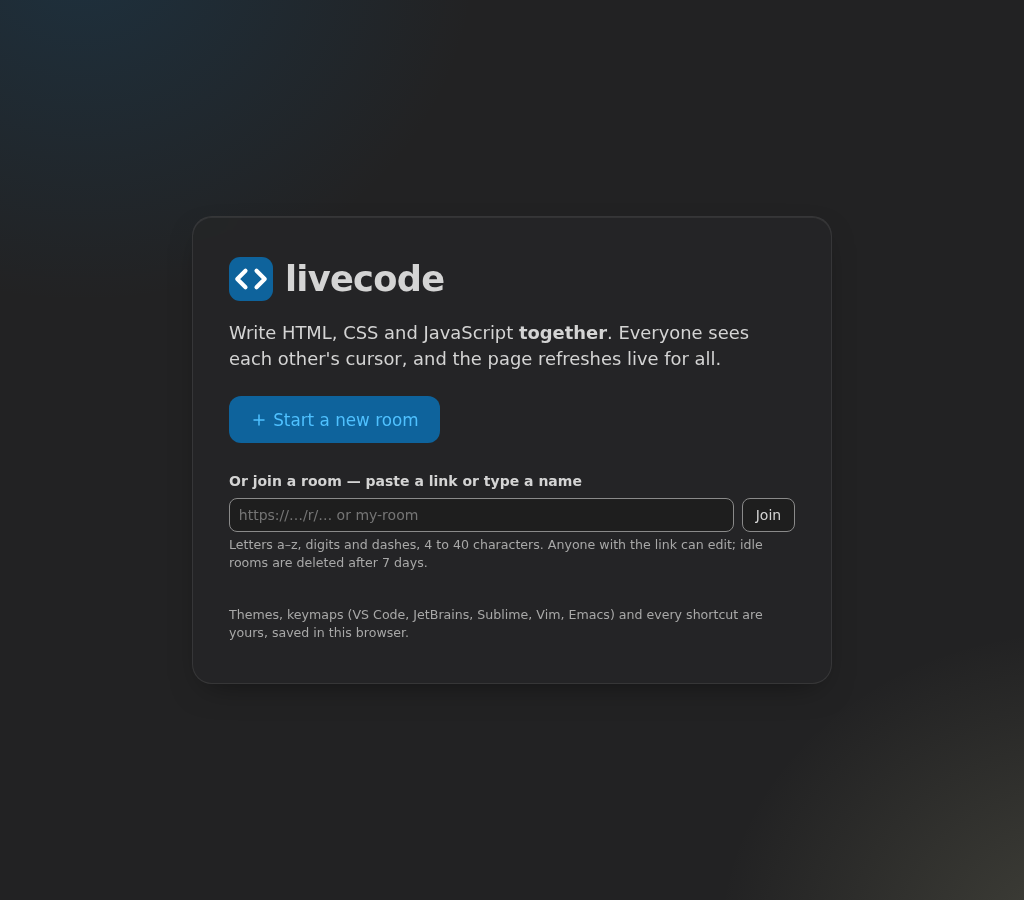 livecode
Write HTML, CSS and JavaScript together. Everyone sees
each other's cursor, and the page refreshes live for all.
+ Start a new room
Or join a room — paste a link or type a name
https://…/r/… or my-room
Join
Letters a–z, digits and dashes, 4 to 40 characters. Anyone with the link can edit; idle
rooms are deleted after 7 days.
Themes, keymaps (VS Code, JetBrains, Sublime, Vim, Emacs) and every shortcut are
yours, saved in this browser.